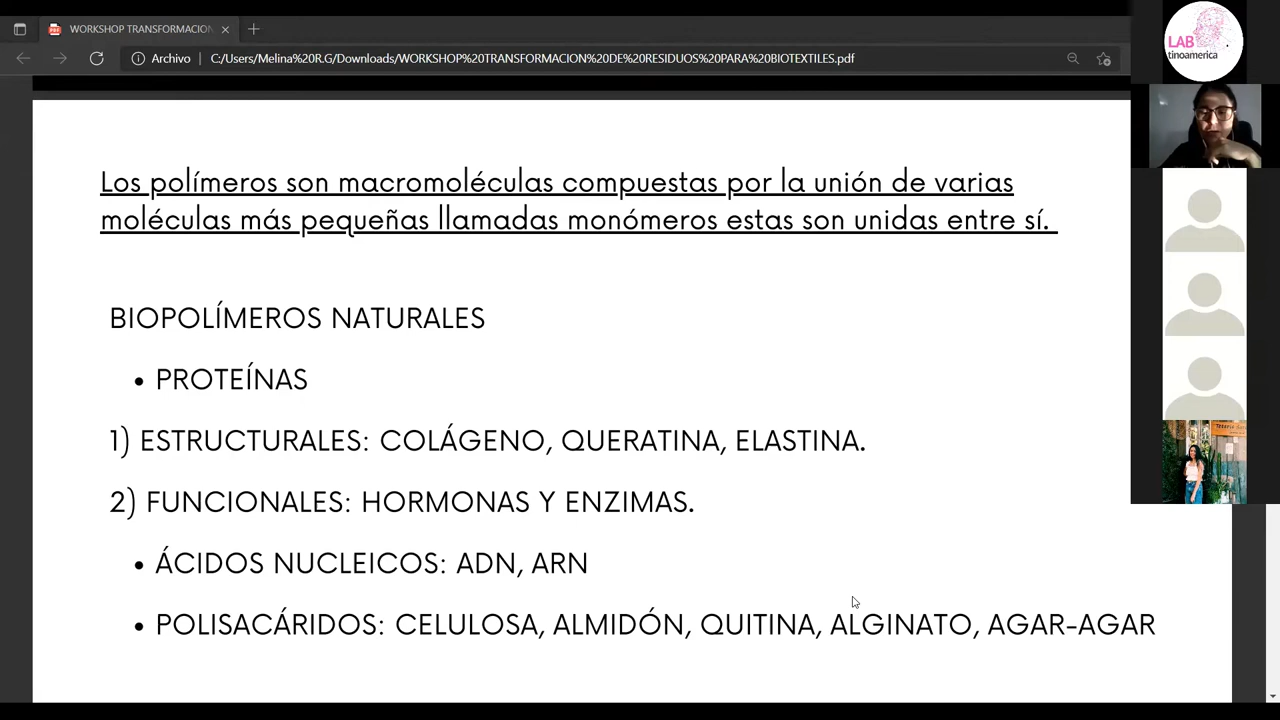 WORKSHOP TRANSFORMACION
Archivo
C:/Users/Melina%20R.G/Downloads/WORKSHOP%20TRANSFORMACION%20DE%20RESIDUOS%20PARA%20BIOTEXTILES.pdf
LAB
tinoamerica
Los polímeros son macromoléculas compuestas por la unión de varias
moléculas más pequeñas llamadas monómeros estas son unidas entre sí.
BIOPOLÍMEROS NATURALES
• PROTEÍNAS
1) ESTRUCTURALES: COLÁGENO, QUERATINA, ELASTINA.
2) FUNCIONALES: HORMONAS Y ENZIMAS.
• ÁCIDOS NUCLEICOS: ADN, ARN
• POLISACÁRIDOS: CELULOSA, ALMIDÓN, QUITINA, ALGINATO, AGAR-AGAR